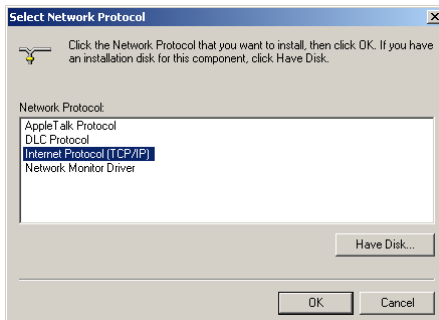 Select Network Protocol
Click the Network Protocol that you want to install, then click OK. If you have
an installation disk for this component, click Have Disk.
Network Protocol:
AppleTalk Protocol
DLC Protocol
Internet Protocol (TCP/IP)
Network Monitor Driver
Have Disk...
OK
Cancel